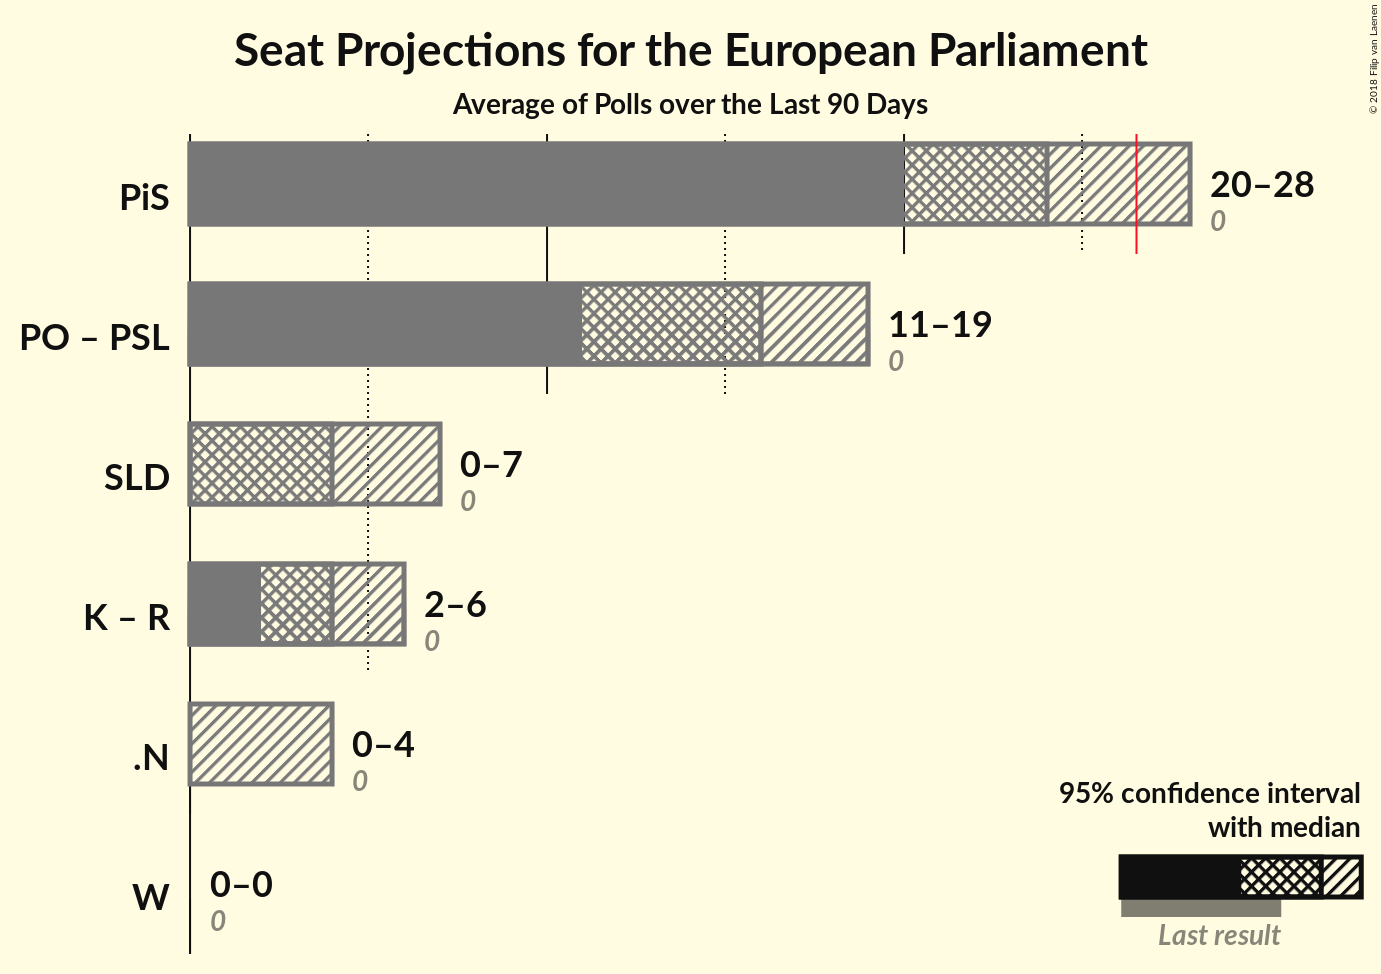 Seat Projections for the European Parliament
Average of Polls over the Last 90 Days
© 2018 Filip van Laenen
PiS
20–28
0
PO – PSL
11–19
0
SLD
0–7
0
K – R
2–6
0
.N
0–4
0
W
0–0
0
95% confidence interval
with median
Last result